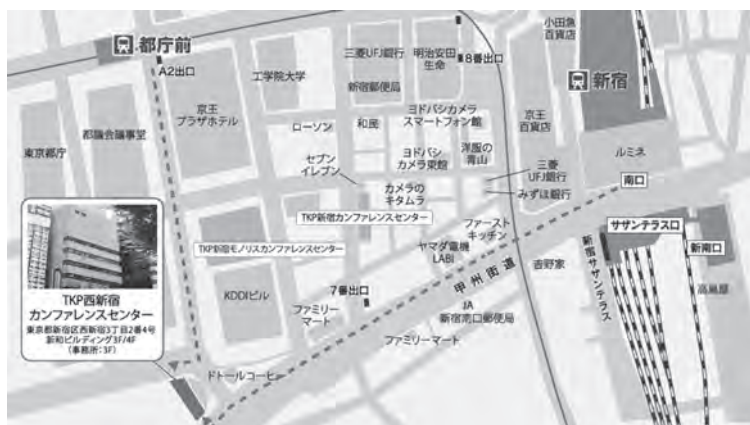 都庁前
A2出口
東京都庁
都議会議事堂
京王
プラザホテル
工学院大学
三菱UFJ銀行
新宿郵便局
明治安田
生命
8番出口
小田急
百貨店
新宿
ローソン
和民
ヨドバシカメラ
スマートフォン館
京王
百貨店
セブン
イレブン
ヨドバシ
カメラ東館
洋服の
青山
三菱
UFJ銀行
みずほ銀行
ルミネ
南口
カメラの
キタムラ
TKP新宿カンファレンスセンター
ファースト
キッチン
サザンテラス口
新南口
TKP新宿モノリスカンファレンスセンター
ヤマダ電機
LABI
甲州街道
吉野家
新宿サザンテラス
高島屋
KDDIビル
7番出口
ファミリー
マート
JA
新宿南口郵便局
ファミリーマート
ドトールコーヒー
TKP西新宿
カンファレンスセンター
東京都新宿区西新宿3丁目2番4号
新和ビルディング3F/4F
(事務所:3F)